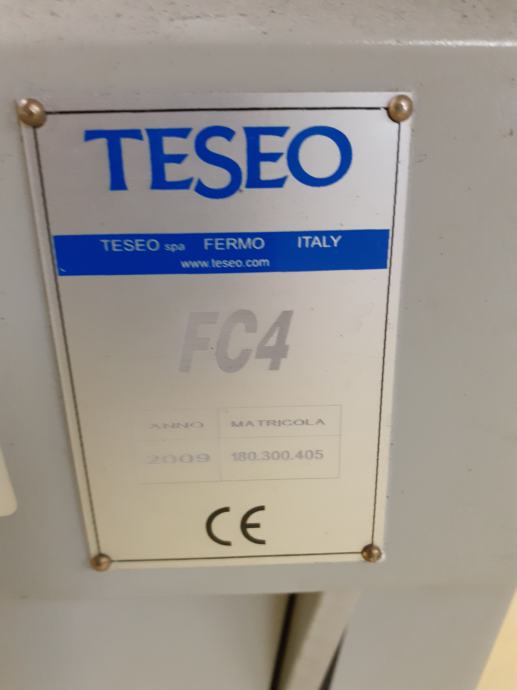 TESEO
TESEO spa FERMO ITALY
www.teseo.com
FC4
ANNO MATRICOLA
2009 180.300.405
CE